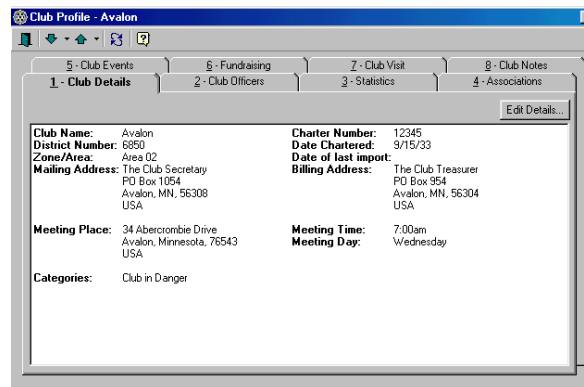 Club Profile - Avalon
5 - Club Events 6 - Fundraising 7 - Club Visit 8 - Club Notes
1 - Club Details 2 - Club Officers 3 - Statistics 4 - Associations
Edit Details...
Club Name: Avalon Charter Number: 12345
District Number: 6850 Date Chartered: 9/15/33
Zone/Area: Area 02 Date of last import:
Mailing Address: The Club Secretary Billing Address: The Club Treasurer
PO Box 1054 PO Box 954
Avalon, MN, 56308 Avalon, MN, 56304
USA USA
Meeting Place: 34 Abercrombie Drive Meeting Time: 7:00am
Avalon, Minnesota, 76543 Meeting Day: Wednesday
USA
Categories: Club in Danger